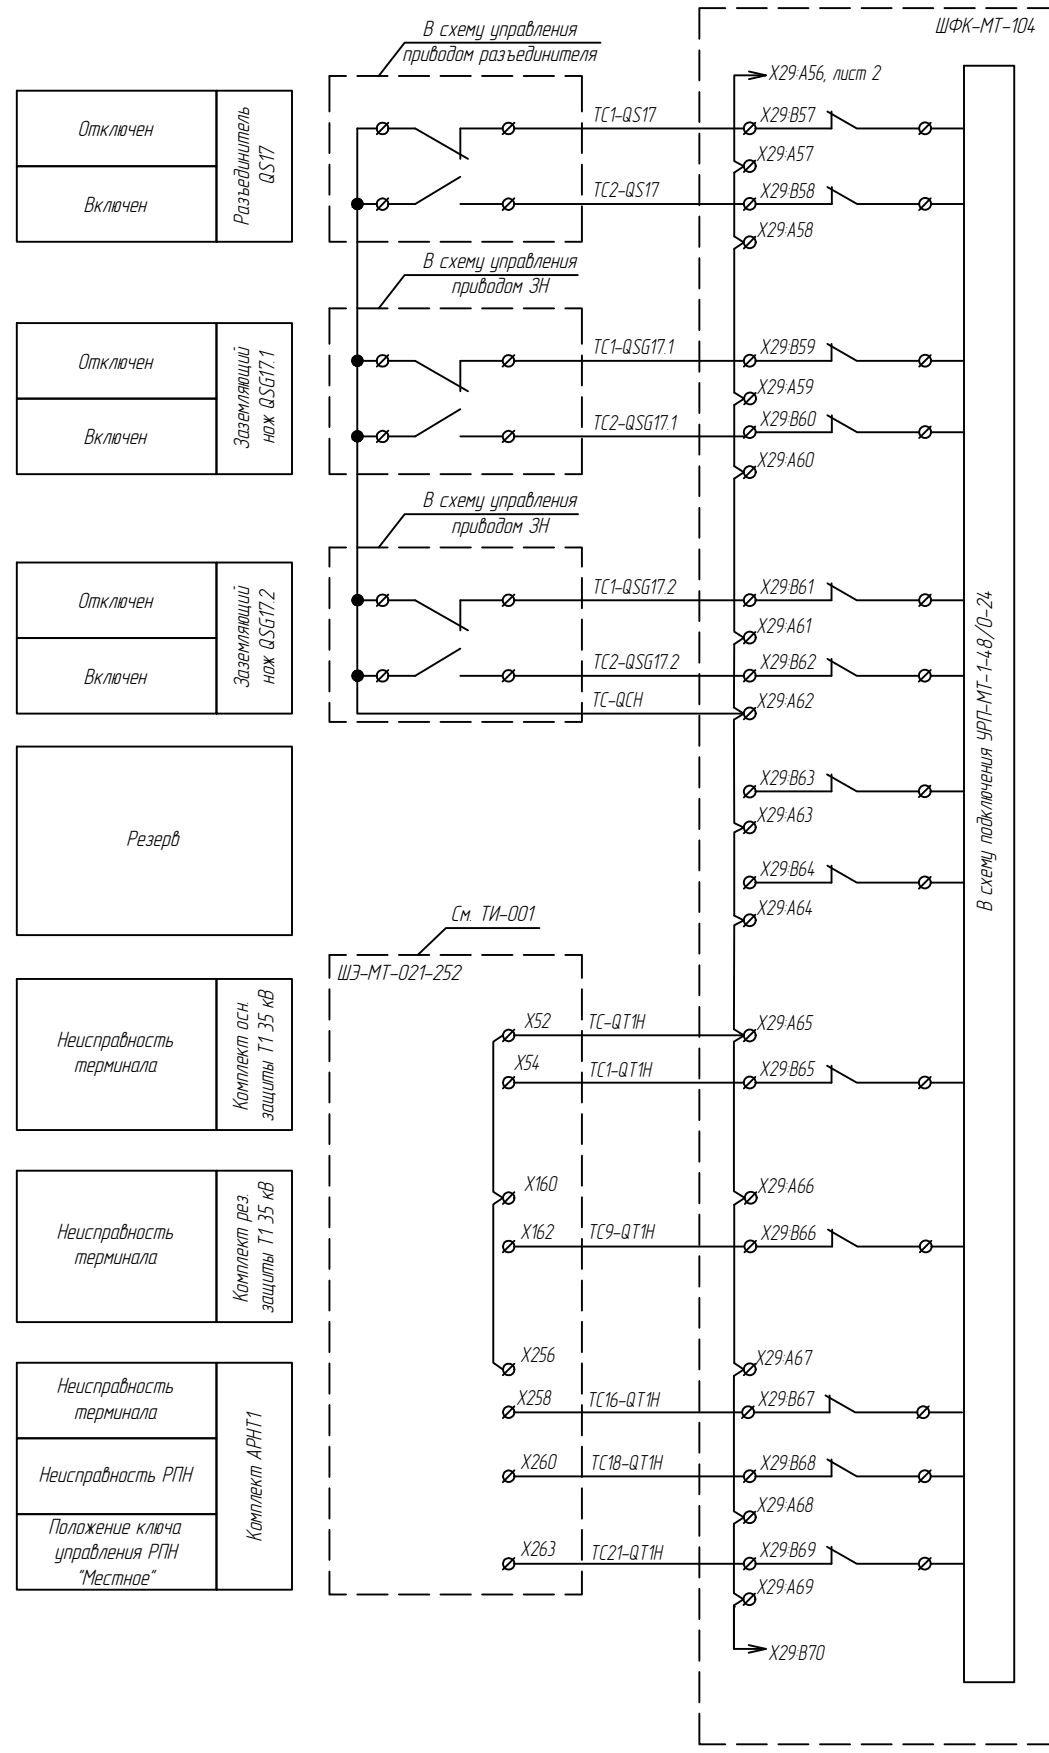 ШФК-МТ-104
В схему управления
приводом разъединителя
X29:A56, лист 2
Отключен
Включен
Разъединитель
QS17
ТС1-QS17
X29:B57
X29:A57
ТС2-QS17
X29:B58
X29:A58
В схему управления
приводом ЗН
Отключен
Включен
Заземляющий
нож QSG17.1
ТС1-QSG17.1
X29:B59
X29:A59
ТС2-QSG17.1
X29:B60
X29:A60
В схему управления
приводом ЗН
Отключен
Включен
Заземляющий
нож QSG17.2
ТС1-QSG17.2
X29:B61
X29:A61
ТС2-QSG17.2
X29:B62
ТС-QСН
X29:A62
В схему подключения УРП-МТ-1-48/0-24
Резерв
X29:B63
X29:A63
X29:B64
X29:A64
См. ТИ-001
ШЭ-МТ-021-252
Неисправность
терминала
Комплект осн.
защиты Т1 35 кВ
X52
ТС-QT1H
X29:A65
X54
ТС1-QT1H
X29:B65
Неисправность
терминала
Комплект рез.
защиты Т1 35 кВ
X160
X29:A66
X162
ТС9-QT1H
X29:B66
X256
X29:A67
Неисправность
терминала
Неисправность РПН
Положение ключа
управления РПН
"Местное"
Комплект АРНТ1
X258
ТС16-QT1H
X29:B67
X260
ТС18-QT1H
X29:B68
X29:A68
X263
ТС21-QT1H
X29:B69
X29:A69
X29:B70